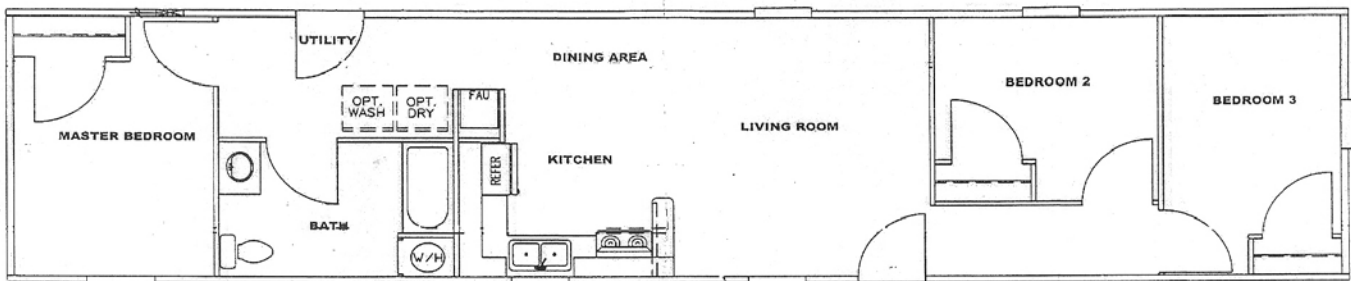 UTILITY
DINING AREA
BEDROOM 2
BEDROOM 3
OPT.
WASH
OPT.
DRY
FAU
MASTER BEDROOM
LIVING ROOM
KITCHEN
REFER
BATH
W/H